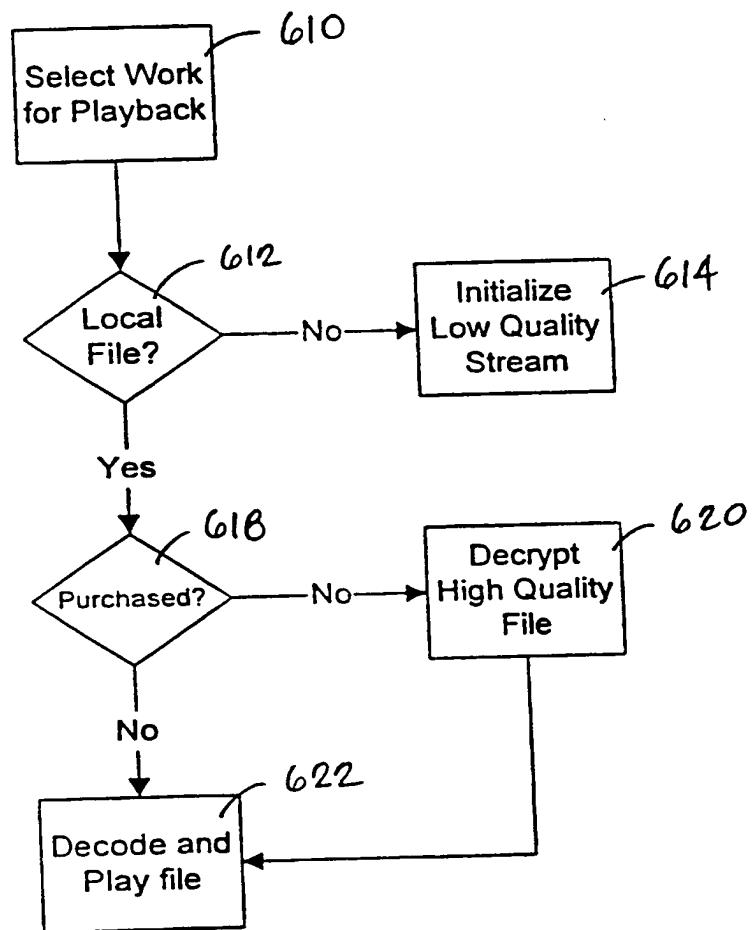 610
Select Work
for Playback
612
Local
File?
No
614
Initialize
Low Quality
Stream
Yes
618
Purchased?
No
620
Decrypt
High Quality
File
No
622
Decode and
Play file